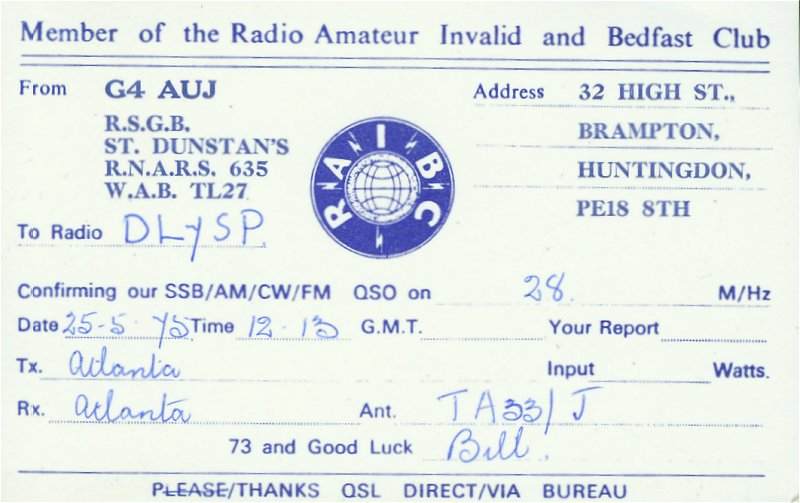 Member of the Radio Amateur Invalid and Bedfast Club
From G4 AUJ
R.S.G.B.
ST. DUNSTAN'S
R.N.A.R.S. 635
W.A.B. TL27
RAIBC
Address 32 HIGH ST.,
BRAMPTON,
HUNTINGDON,
PE18 8TH
To Radio DLYSP
Confirming our SSB/AM/CW/FM QSO on 28. M/Hz
Date 25-5- Time 12.13 G.M.T. Your Report
Tx. Atlanta Input Watts.
Rx. Atlanta Ant. TA33/J
73 and Good Luck Bill.
PLEASE/THANKS QSL DIRECT/VIA BUREAU